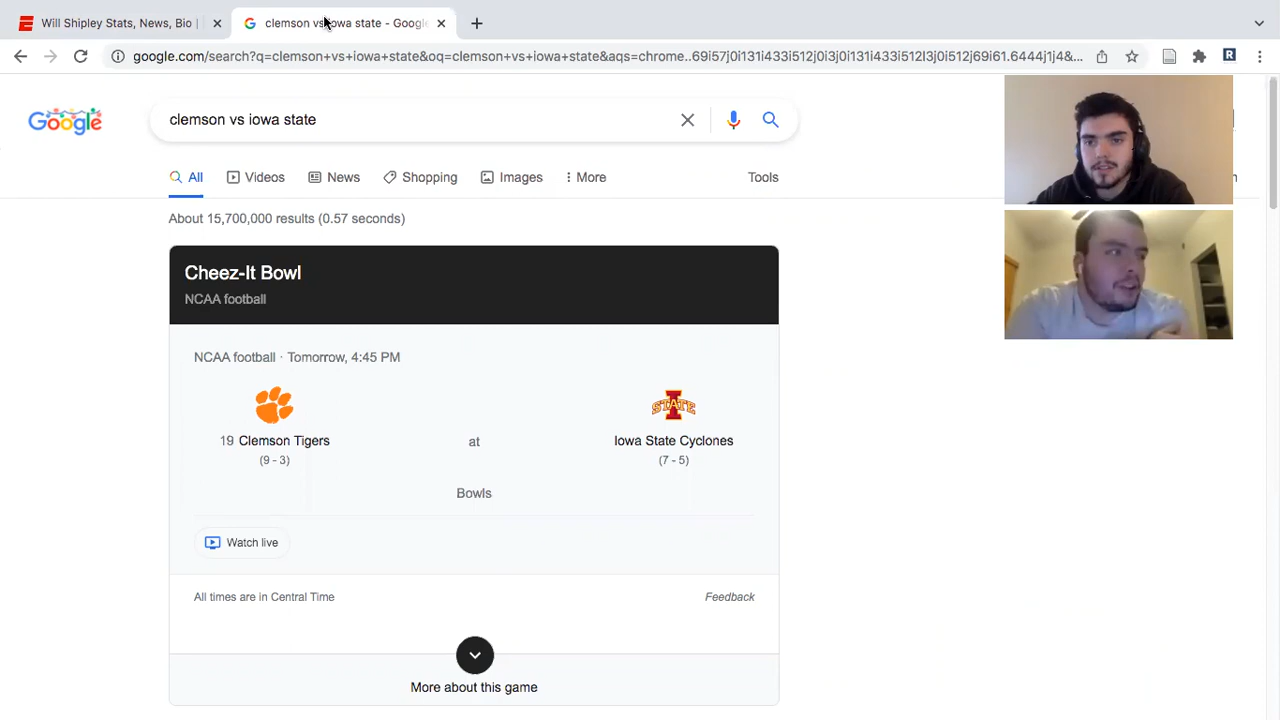 Will Shipley Stats, News, Bio |
clemson vs iowa state - Google
google.com/search?q=clemson+vs+iowa+state&oq=clemson+vs+iowa+state&aqs=chrome..69i57j0i131i433i512j0i3j0i131i433i512l3j0i512j69i61.6444j1j4&...
R
Google
clemson vs iowa state
All
Videos
News
Shopping
Images
More
Tools
About 15,700,000 results (0.57 seconds)
Cheez-It Bowl
NCAA football
NCAA football · Tomorrow, 4:45 PM
STATE
19 Clemson Tigers
at
Iowa State Cyclones
(9 - 3)
(7 - 5)
Bowls
Watch live
All times are in Central Time
Feedback
More about this game